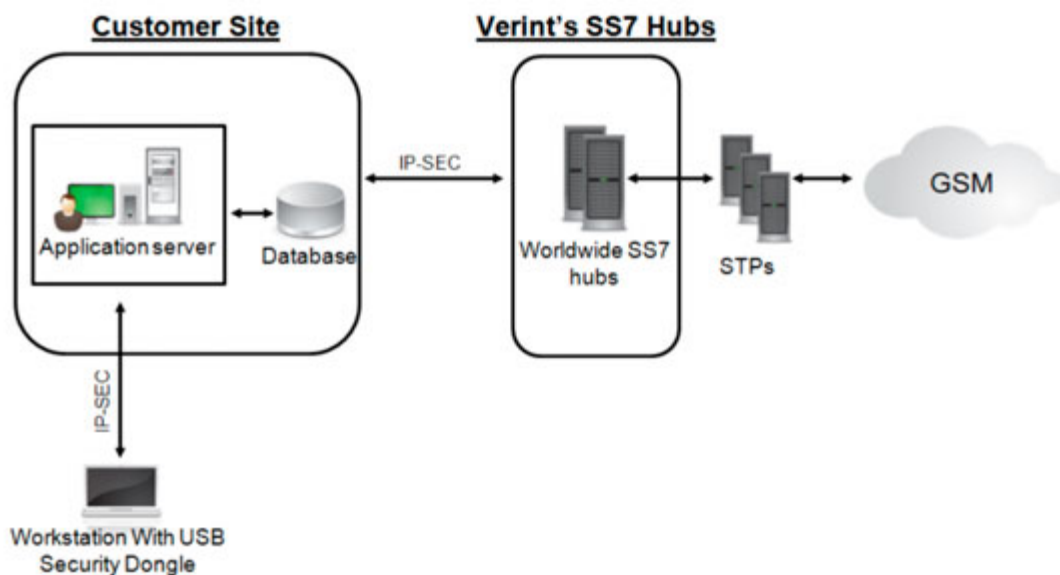 Customer Site
Verint's SS7 Hubs
IP-SEC
GSM
Application server
Database
Worldwide SS7
hubs
STPs
IP-SEC
Workstation With USB
Security Dongle